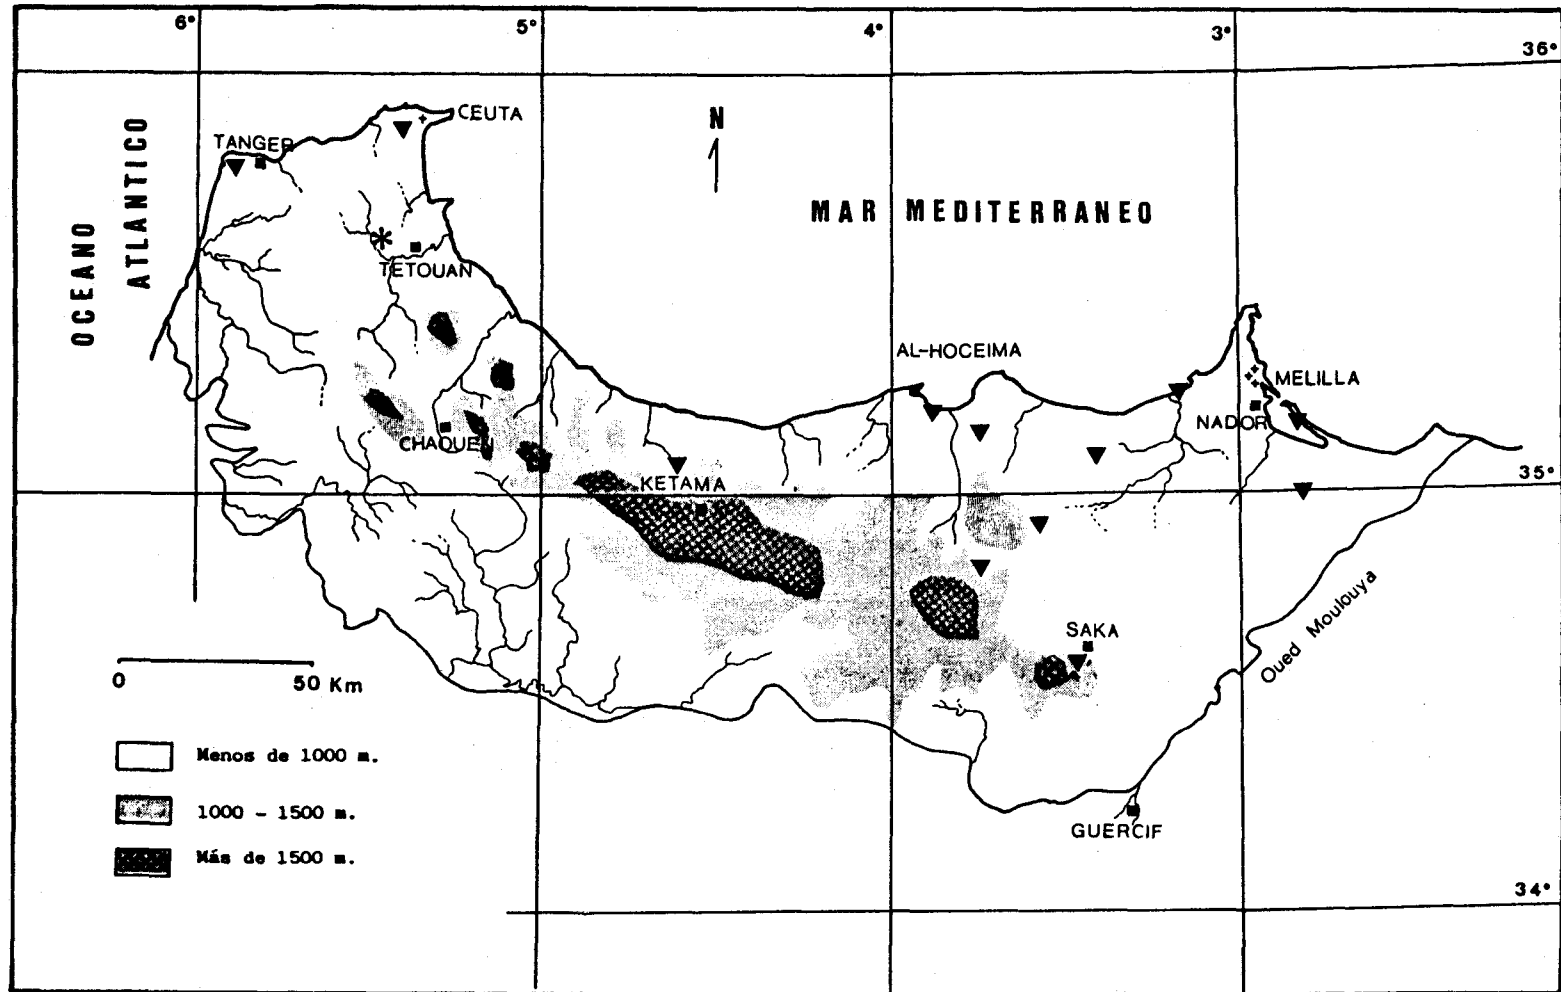 6°
5°
4°
3°
36°
CEUTA
TANGER
N
OCEANO
ATLANTICO
MAR MEDITERRANEO
TETOUAN
AL-HOCEIMA
MELILLA
NADOR
CHAOUEN
KETAMA
35°
SAKA
Oued Moulouya
0
50 Km
Menos de 1000 m.
1000 - 1500 m.
Más de 1500 m.
GUERCIF
34°